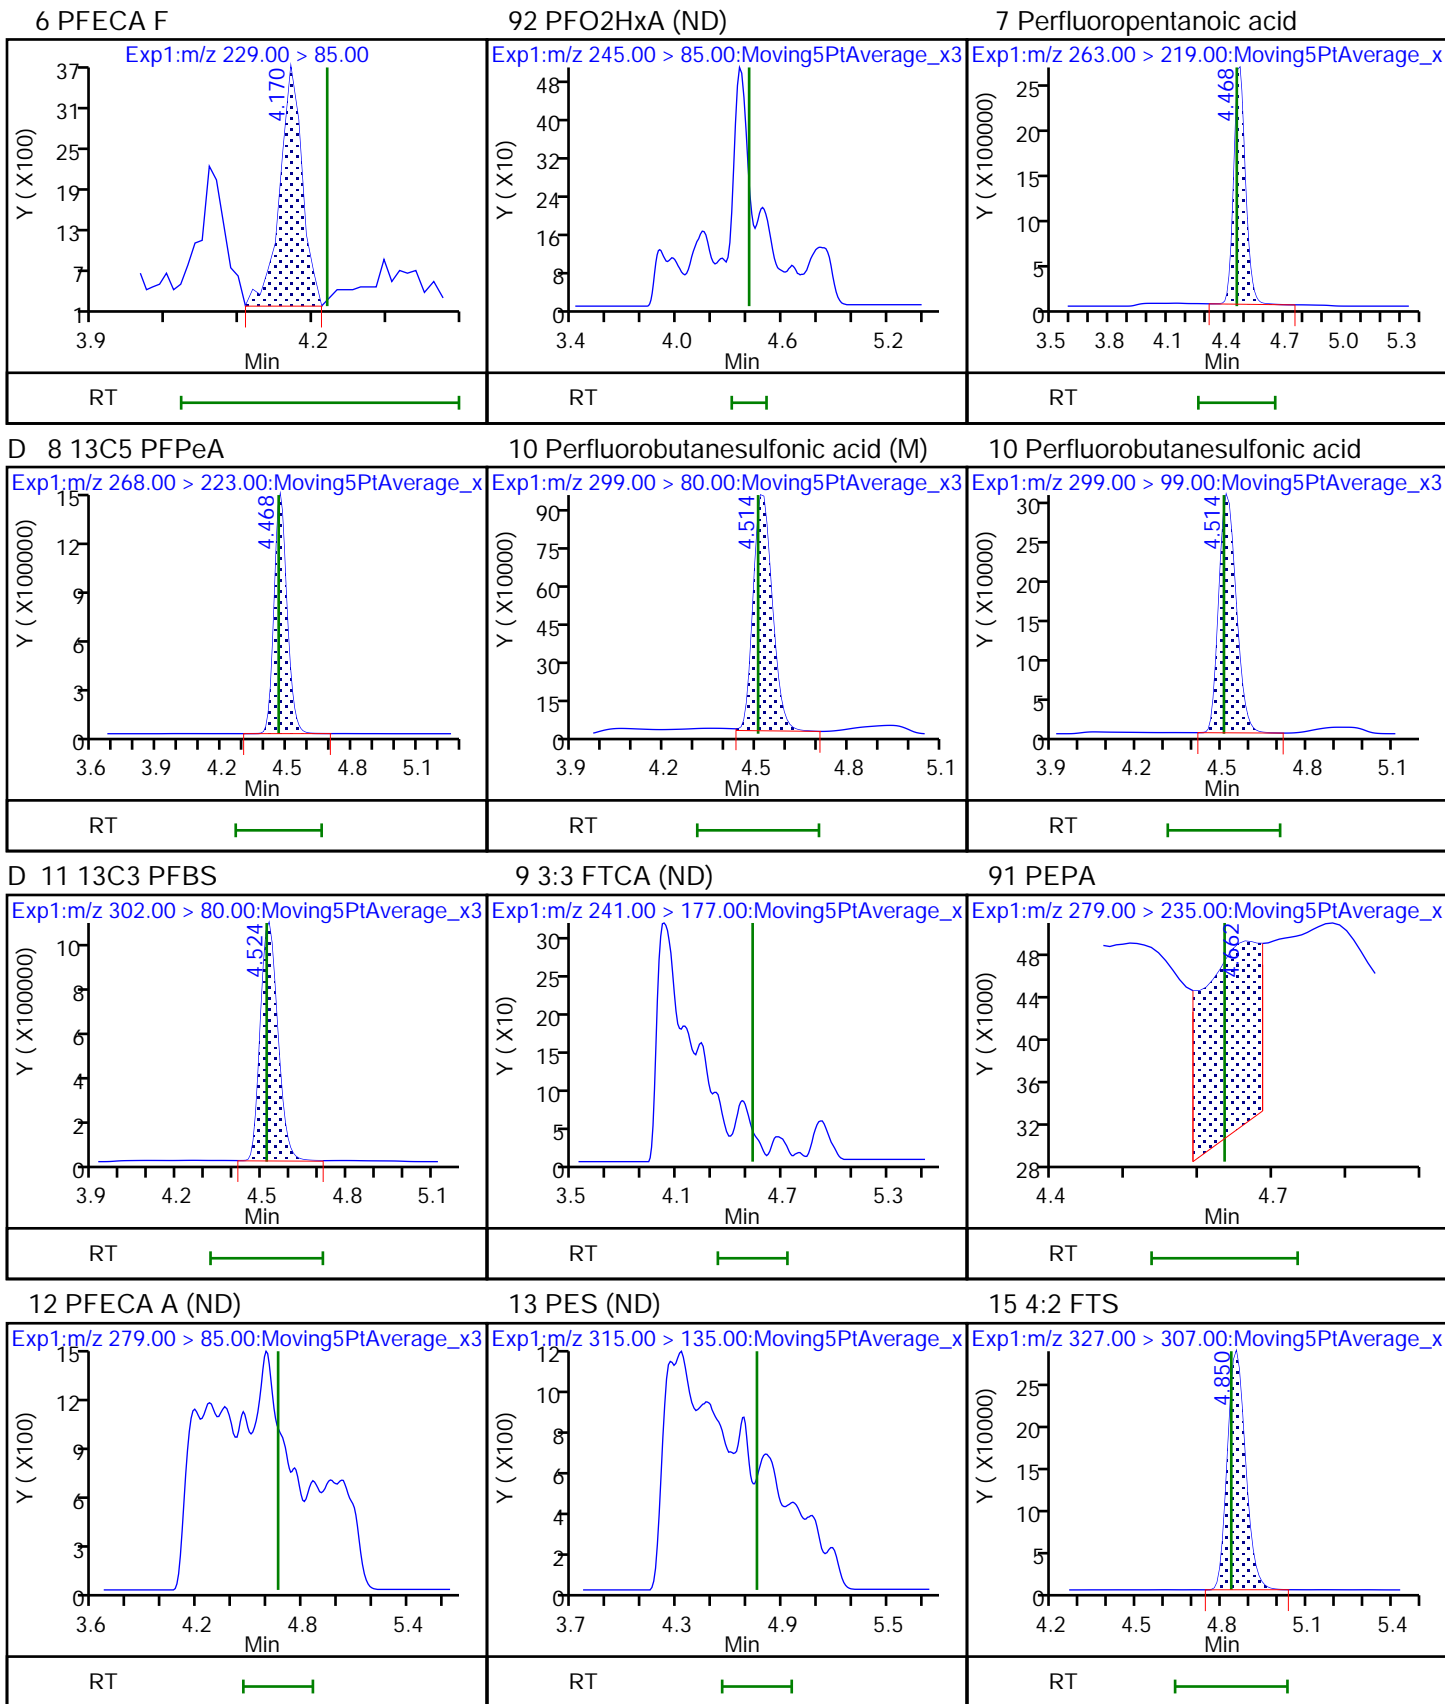 6 PFECA F
Exp1:m/z 229.00 > 85.00
Y ( X100)
37
31
25
19
13
7
1
4.170
3.9 4.2
Min
RT
92 PFO2HxA (ND)
Exp1:m/z 245.00 > 85.00:Moving5PtAverage_x3
Y ( X10)
48
40
32
24
16
8
0
3.4 4.0 4.6 5.2
Min
RT
7 Perfluoropentanoic acid
Exp1:m/z 263.00 > 219.00:Moving5PtAverage_x
Y ( X100000)
25
20
15
10
5
0
4.468
3.5 3.8 4.1 4.4 4.7 5.0 5.3
Min
RT
D 8 13C5 PFPeA
Exp1:m/z 268.00 > 223.00:Moving5PtAverage_x
Y ( X100000)
15
12
9
6
3
0
4.468
3.6 3.9 4.2 4.5 4.8 5.1
Min
RT
10 Perfluorobutanesulfonic acid (M)
Exp1:m/z 299.00 > 80.00:Moving5PtAverage_x3
Y ( X10000)
90
75
60
45
30
15
0
4.514
3.9 4.2 4.5 4.8 5.1
Min
RT
10 Perfluorobutanesulfonic acid
Exp1:m/z 299.00 > 99.00:Moving5PtAverage_x3
Y ( X10000)
30
25
20
15
10
5
0
4.514
3.9 4.2 4.5 4.8 5.1
Min
RT
D 11 13C3 PFBS
Exp1:m/z 302.00 > 80.00:Moving5PtAverage_x3
Y ( X100000)
10
8
6
4
2
0
4.524
3.9 4.2 4.5 4.8 5.1
Min
RT
9 3:3 FTCA (ND)
Exp1:m/z 241.00 > 177.00:Moving5PtAverage_x
Y ( X10)
30
25
20
15
10
5
0
3.5 4.1 4.7 5.3
Min
RT
91 PEPA
Exp1:m/z 279.00 > 235.00:Moving5PtAverage_x
Y ( X1000)
48
44
40
36
32
28
4.662
4.4 4.7
Min
RT
12 PFECA A (ND)
Exp1:m/z 279.00 > 85.00:Moving5PtAverage_x3
Y ( X100)
15
12
9
6
3
0
3.6 4.2 4.8 5.4
Min
RT
13 PES (ND)
Exp1:m/z 315.00 > 135.00:Moving5PtAverage_x
Y ( X100)
12
10
8
6
4
2
0
3.7 4.3 4.9 5.5
Min
RT
15 4:2 FTS
Exp1:m/z 327.00 > 307.00:Moving5PtAverage_x
Y ( X10000)
25
20
15
10
5
0
4.850
4.2 4.5 4.8 5.1 5.4
Min
RT